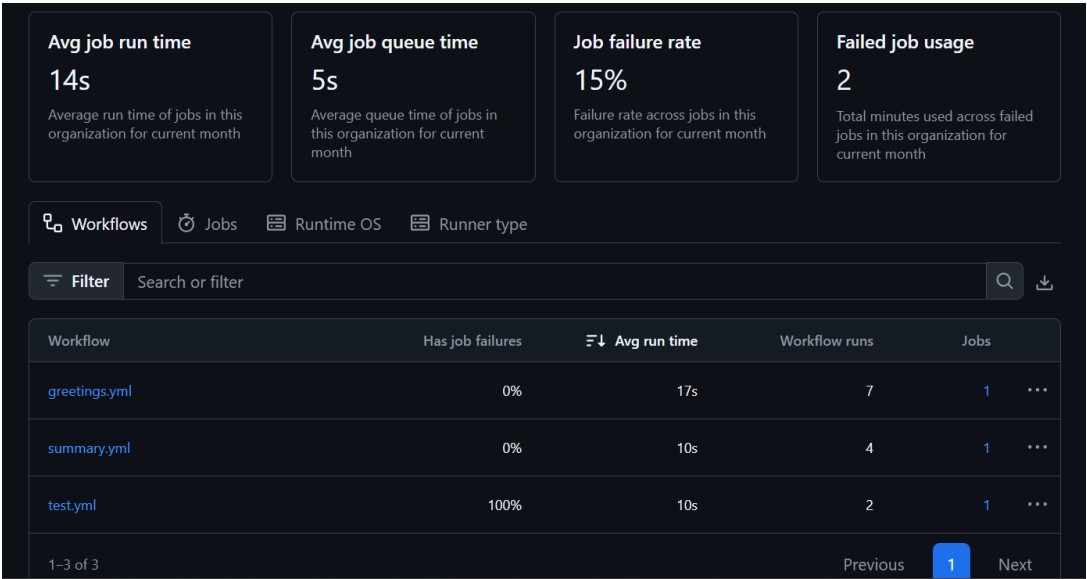 Avg job run time
14s
Average run time of jobs in this
organization for current month
Avg job queue time
5s
Average queue time of jobs in
this organization for current
month
Job failure rate
15%
Failure rate across jobs in this
organization for current month
Failed job usage
2
Total minutes used across failed
jobs in this organization for
current month
Workflows Jobs Runtime OS Runner type
Filter Search or filter
Workflow Has job failures Avg run time Workflow runs Jobs
greetings.yml 0% 17s 7 1
summary.yml 0% 10s 4 1
test.yml 100% 10s 2 1
1–3 of 3 Previous 1 Next